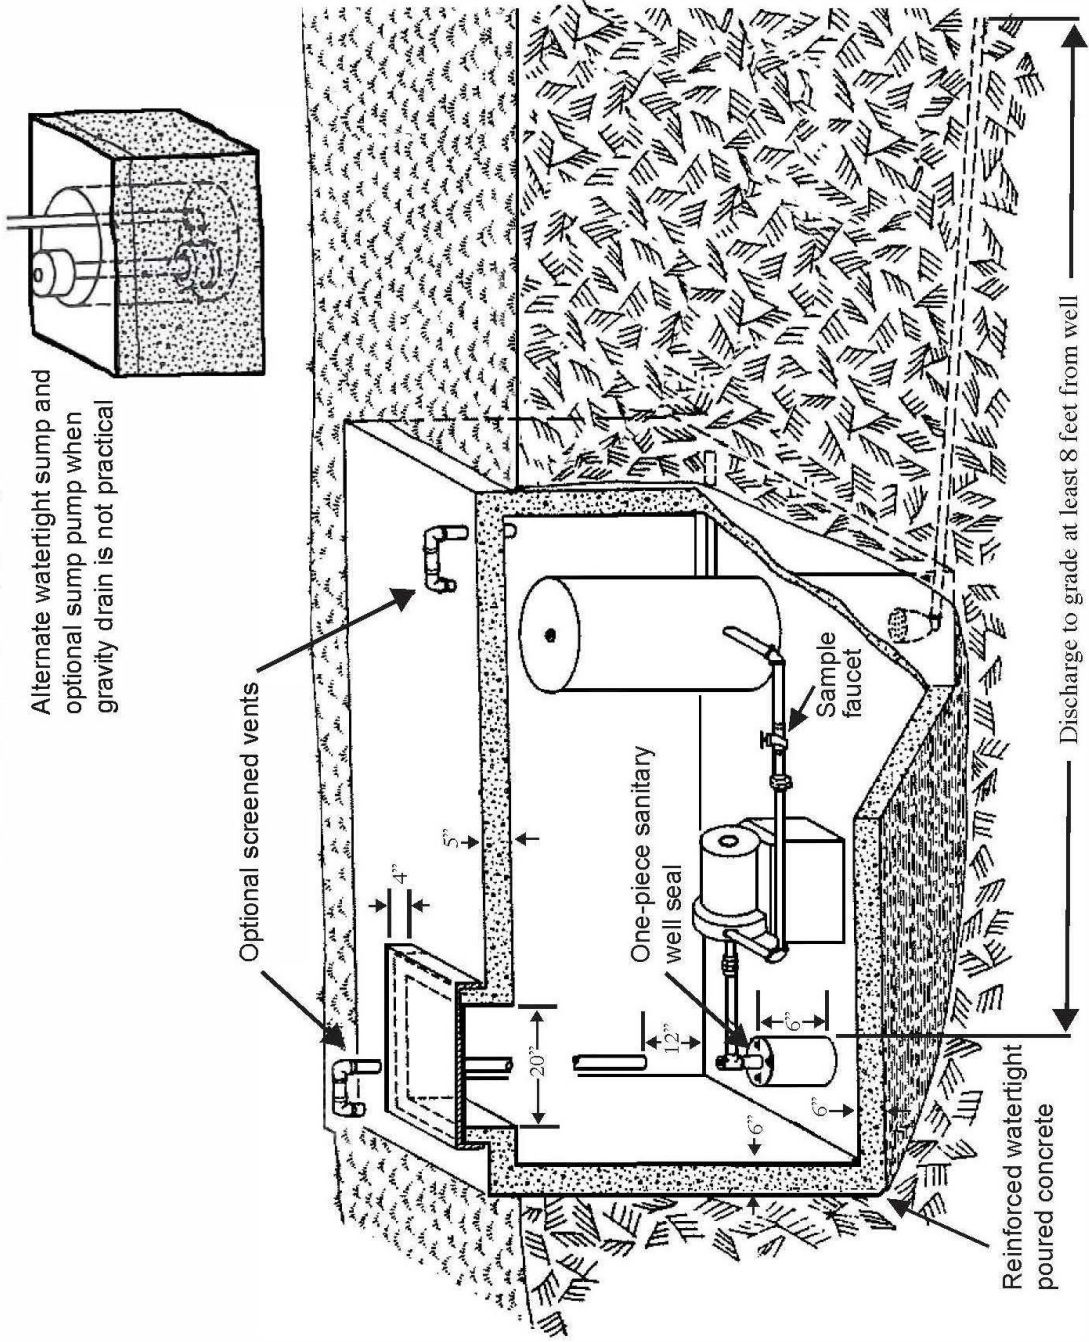 Alternate watertight sump and
optional sump pump when
gravity drain is not practical
Optional screened vents
4”
5”
20”
12”
One-piece sanitary
well seal
Sample
faucet
6”
6”
6”
Reinforced watertight
poured concrete
Discharge to grade at least 8 feet from well